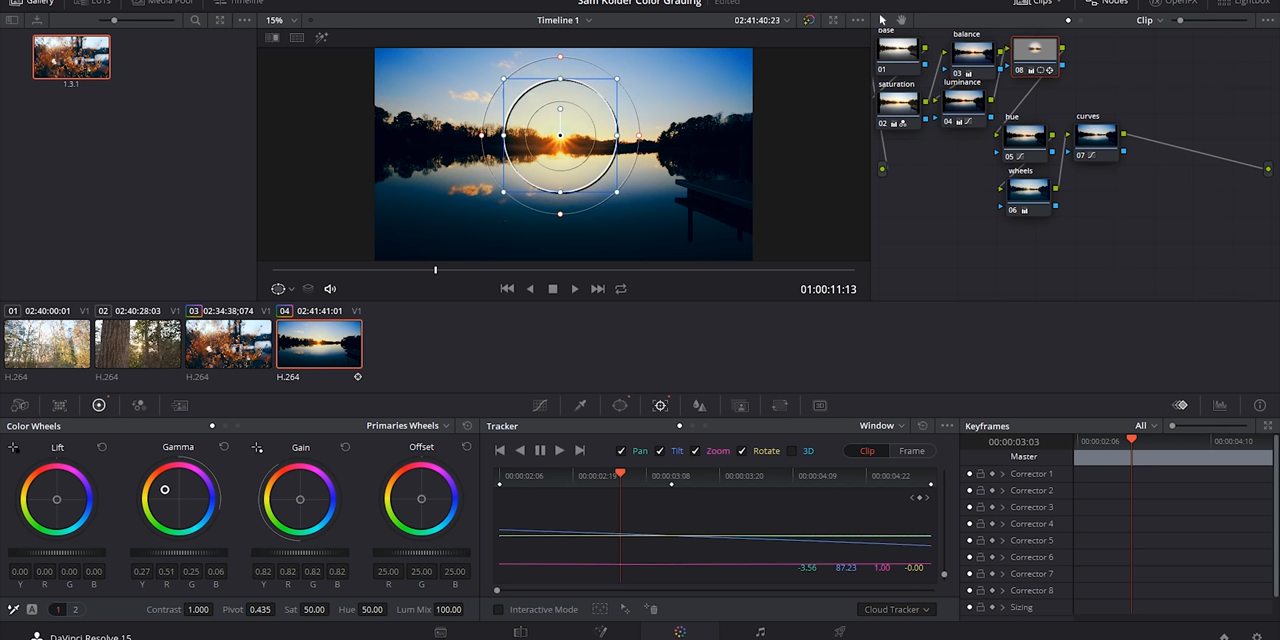 Gallery LUTs Media Pool Timeline Sam Kolder Color Grading Edited Clips Nodes OpenFX Lightbox
15% Timeline 1 02:41:40:23 Clip
1.3.1
base
01
balance
03
08
saturation
02
luminance
04
hue
05
curves
07
wheels
06
01:00:11:13
01 02:40:00:01 V1 02 02:40:28:03 V1 03 02:34:38;074 V1 04 02:41:41:01 V1
H.264 H.264 H.264 H.264
Color Wheels Primaries Wheels Tracker Window Keyframes All
Lift Gamma Gain Offset
Pan Tilt Zoom Rotate 3D Clip Frame
00:00:03:03 00:00:02:06 00:00:04:10
Master
00:00:02:06 00:00:02:19 00:00:03:08 00:00:03:20 00:00:04:09 00:00:04:22
Corrector 1
Corrector 2
Corrector 3
Corrector 4
Corrector 5
Corrector 6
Corrector 7
Corrector 8
Sizing
-3.56 87.23 1.00 -0.00
0.00 0.00 0.00 0.00 0.27 0.51 0.25 0.06 0.82 0.82 0.82 0.82 25.00 25.00 25.00
Y R G B Y R G B Y R G B R G B
A 1 2 Contrast 1.000 Pivot 0.435 Sat 50.00 Hue 50.00 Lum Mix 100.00
Interactive Mode Cloud Tracker
DaVinci Resolve 15